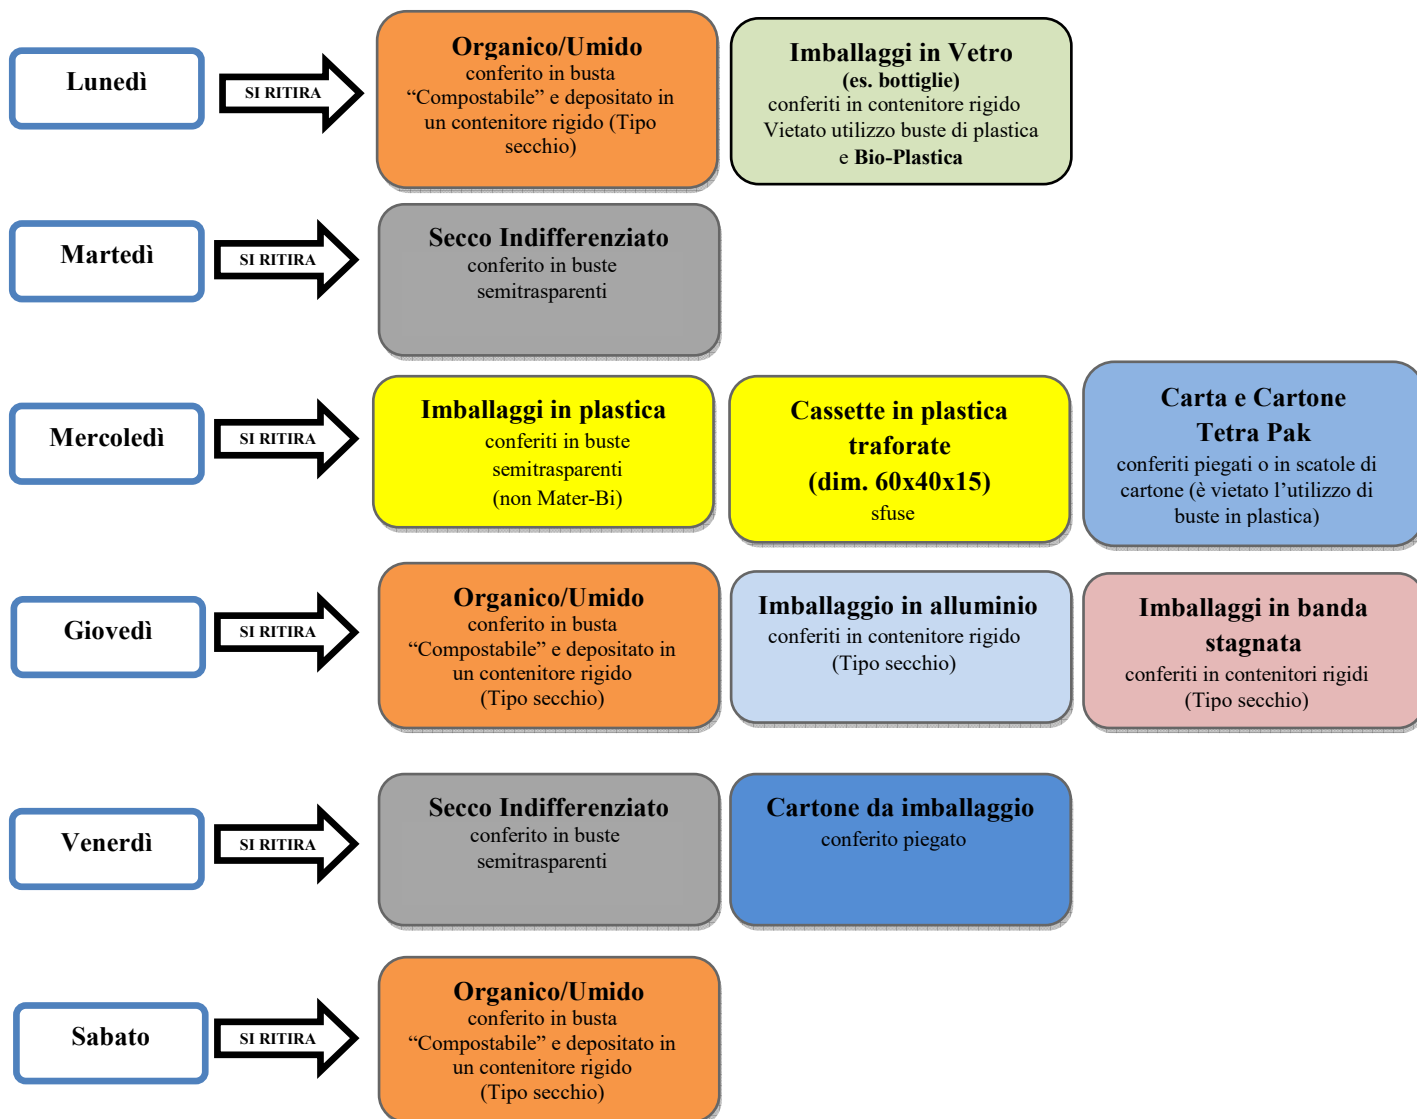 Lunedì
SI RITIRA
Organico/Umido
conferito in busta
“Compostabile” e depositato in
un contenitore rigido (Tipo
secchio)
Imballaggi in Vetro
(es. bottiglie)
conferiti in contenitore rigido
Vietato utilizzo buste di plastica
e Bio-Plastica
Martedì
SI RITIRA
Secco Indifferenziato
conferito in buste
semitrasparenti
Mercoledì
SI RITIRA
Imballaggi in plastica
conferiti in buste
semitrasparenti
(non Mater-Bi)
Cassette in plastica
traforate
(dim. 60x40x15)
sfuse
Carta e Cartone
Tetra Pak
conferiti piegati o in scatole di
cartone (è vietato l’utilizzo di
buste in plastica)
Giovedì
SI RITIRA
Organico/Umido
conferito in busta
“Compostabile” e depositato in
un contenitore rigido
(Tipo secchio)
Imballaggio in alluminio
conferiti in contenitore rigido
(Tipo secchio)
Imballaggi in banda
stagnata
conferiti in contenitori rigidi
(Tipo secchio)
Venerdì
SI RITIRA
Secco Indifferenziato
conferito in buste
semitrasparenti
Cartone da imballaggio
conferito piegato
Sabato
SI RITIRA
Organico/Umido
conferito in busta
“Compostabile” e depositato in
un contenitore rigido
(Tipo secchio)